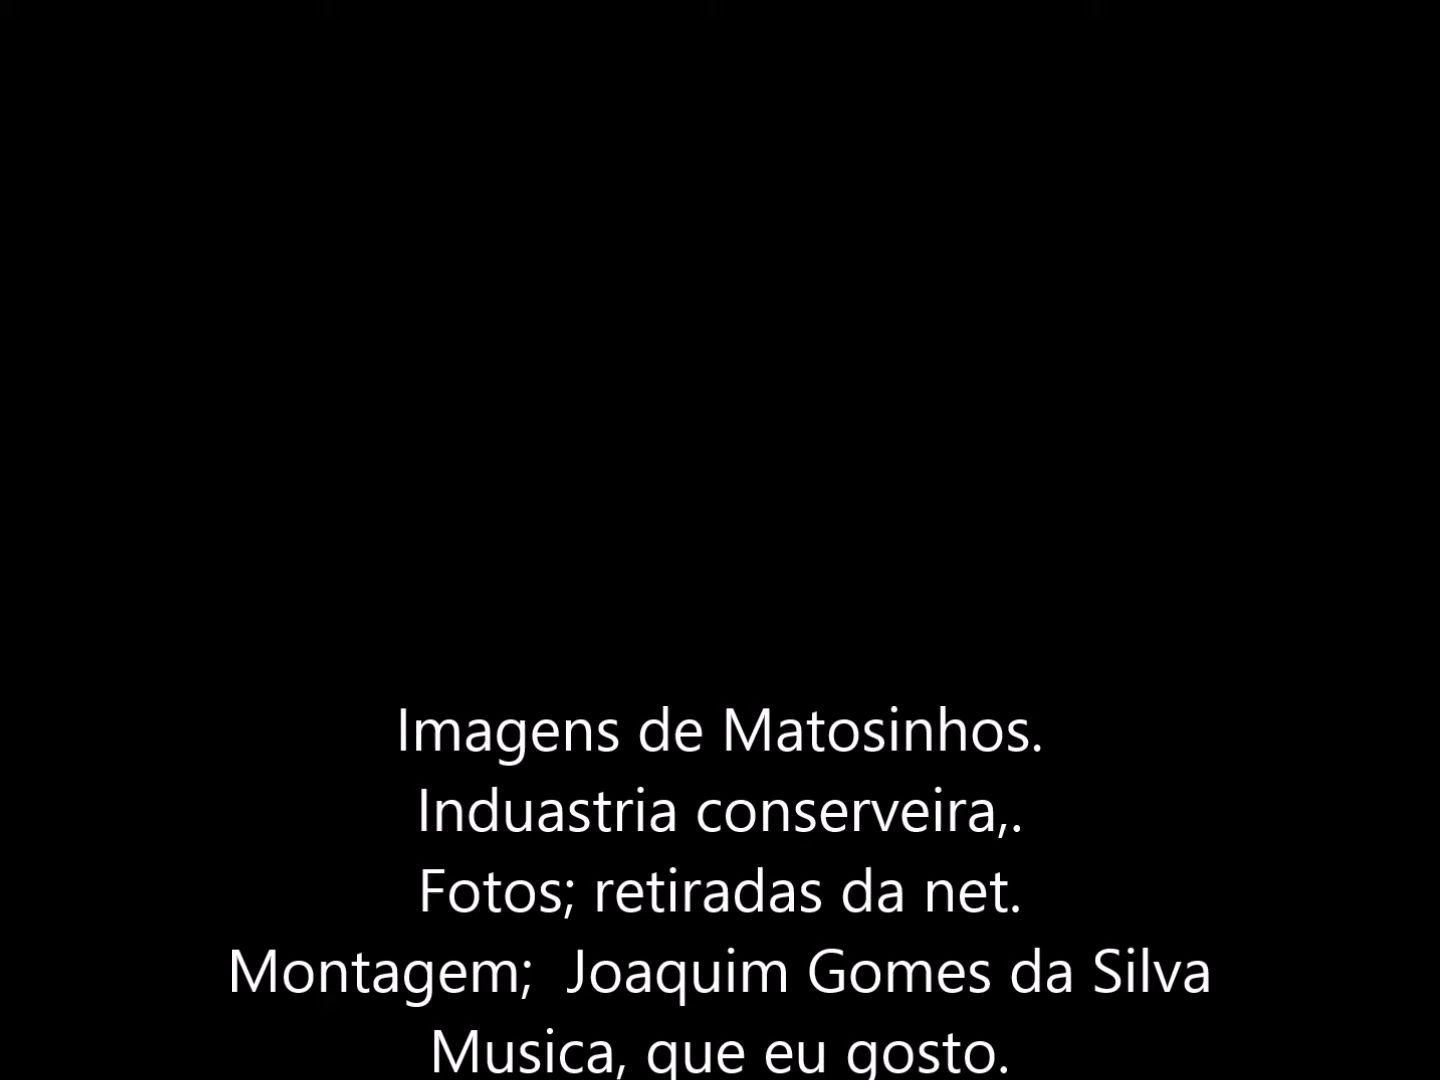 Imagens de Matosinhos.
Induastria conserveira,.
Fotos; retiradas da net.
Montagem;  Joaquim Gomes da Silva
Musica, que eu gosto.